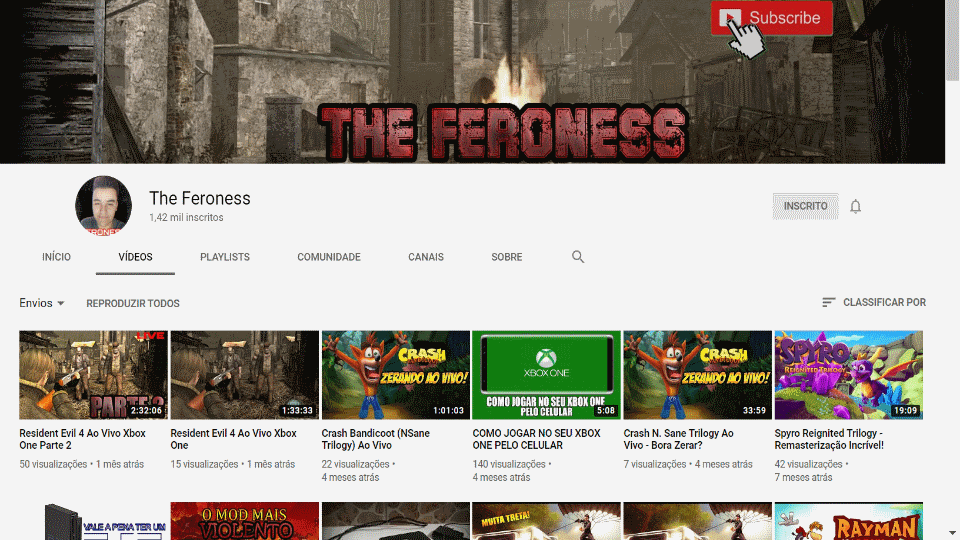 Subscribe
THE FERONESS
The Feroness
1,42 mil inscritos
INSCRITO
INÍCIO
VÍDEOS
PLAYLISTS
COMUNIDADE
CANAIS
SOBRE
Envios
REPRODUZIR TODOS
CLASSIFICAR POR
LIVE
PARTE 2
2:32:06
1:33:33
CRASH
ZERANDO AO VIVO!
1:01:03
XBOX ONE
COMO JOGAR NO SEU XBOX ONE
PELO CELULAR
5:08
CRASH
ZERANDO AO VIVO!
33:59
SPYRO
REIGNITED TRILOGY
19:09
Resident Evil 4 Ao Vivo Xbox
One Parte 2
50 visualizações • 1 mês atrás
Resident Evil 4 Ao Vivo Xbox
One
15 visualizações • 1 mês atrás
Crash Bandicoot (NSane
Trilogy) Ao Vivo
22 visualizações •
4 meses atrás
COMO JOGAR NO SEU XBOX
ONE PELO CELULAR
140 visualizações •
4 meses atrás
Crash N. Sane Trilogy Ao
Vivo - Bora Zerar?
7 visualizações • 4 meses atrás
Spyro Reignited Trilogy -
Remasterização Incrível!
42 visualizações •
7 meses atrás
VALE A PENA TER UM
O MOD MAIS
VIOLENTO
MUITA TRETA!
RAYMAN